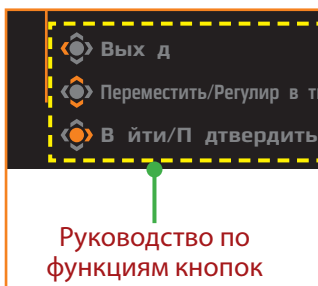 Вых д
Переместить/Регулир в т
В йти/П дтвердить
Руководство по
функциям кнопок